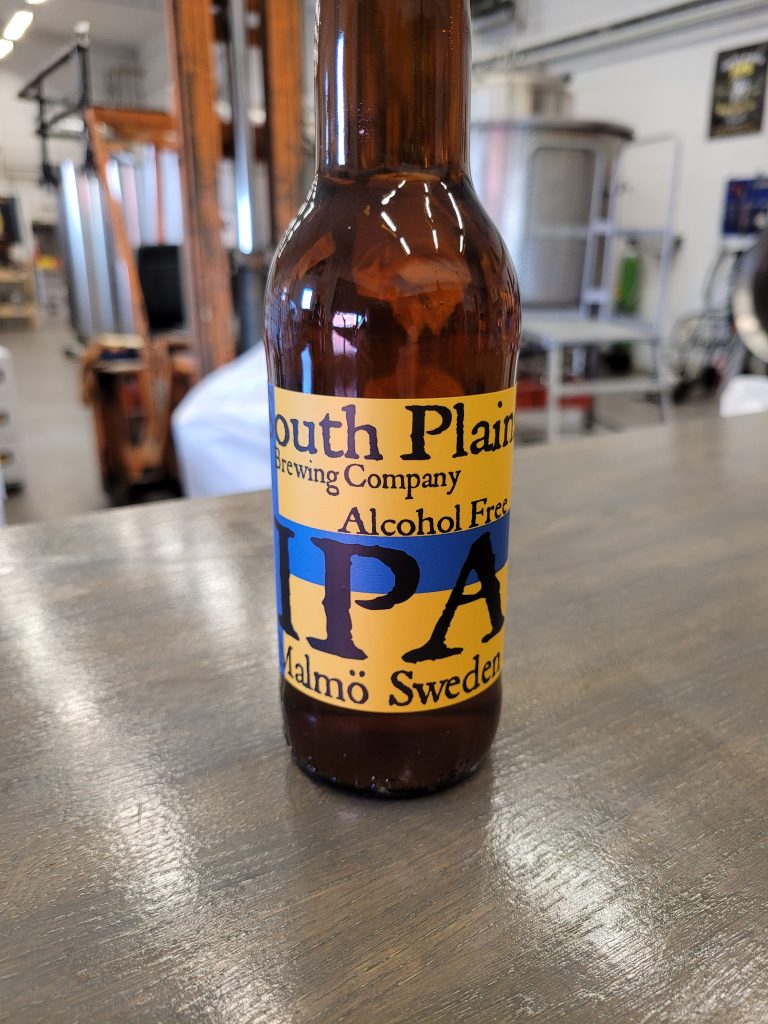 outh Plain
Brewing Company
Alcohol Free
IPA
Malmö Sweden